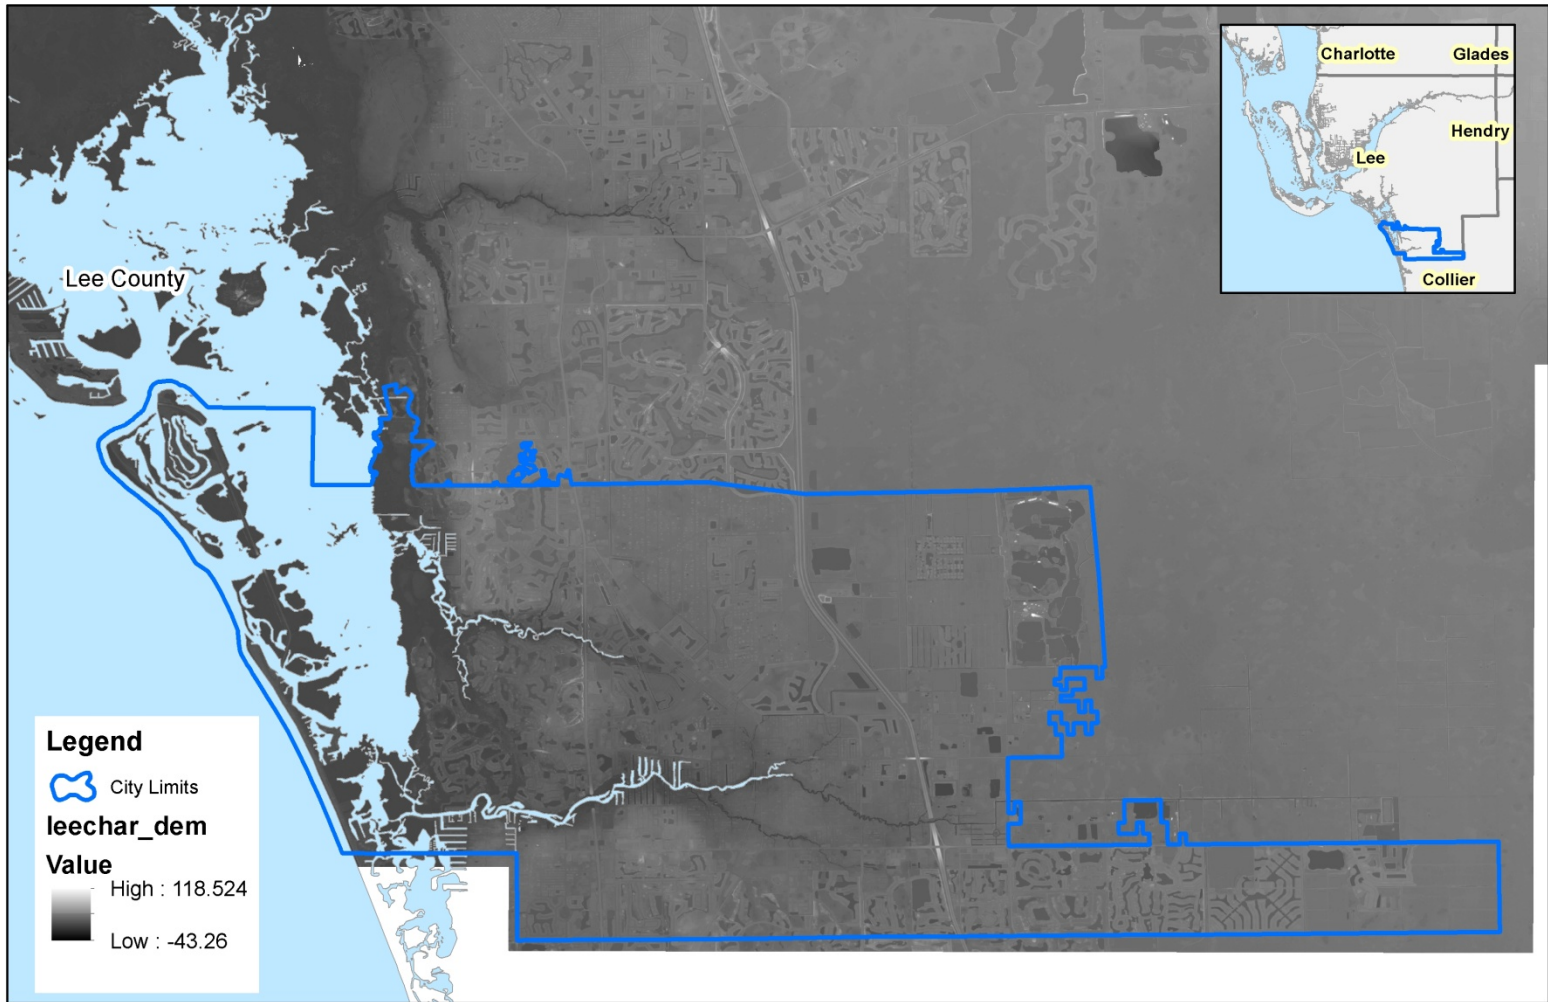 Charlotte
Glades
Hendry
Lee
Collier
Lee County
Legend
City Limits
leechar_dem
Value
High : 118.524
Low : -43.26